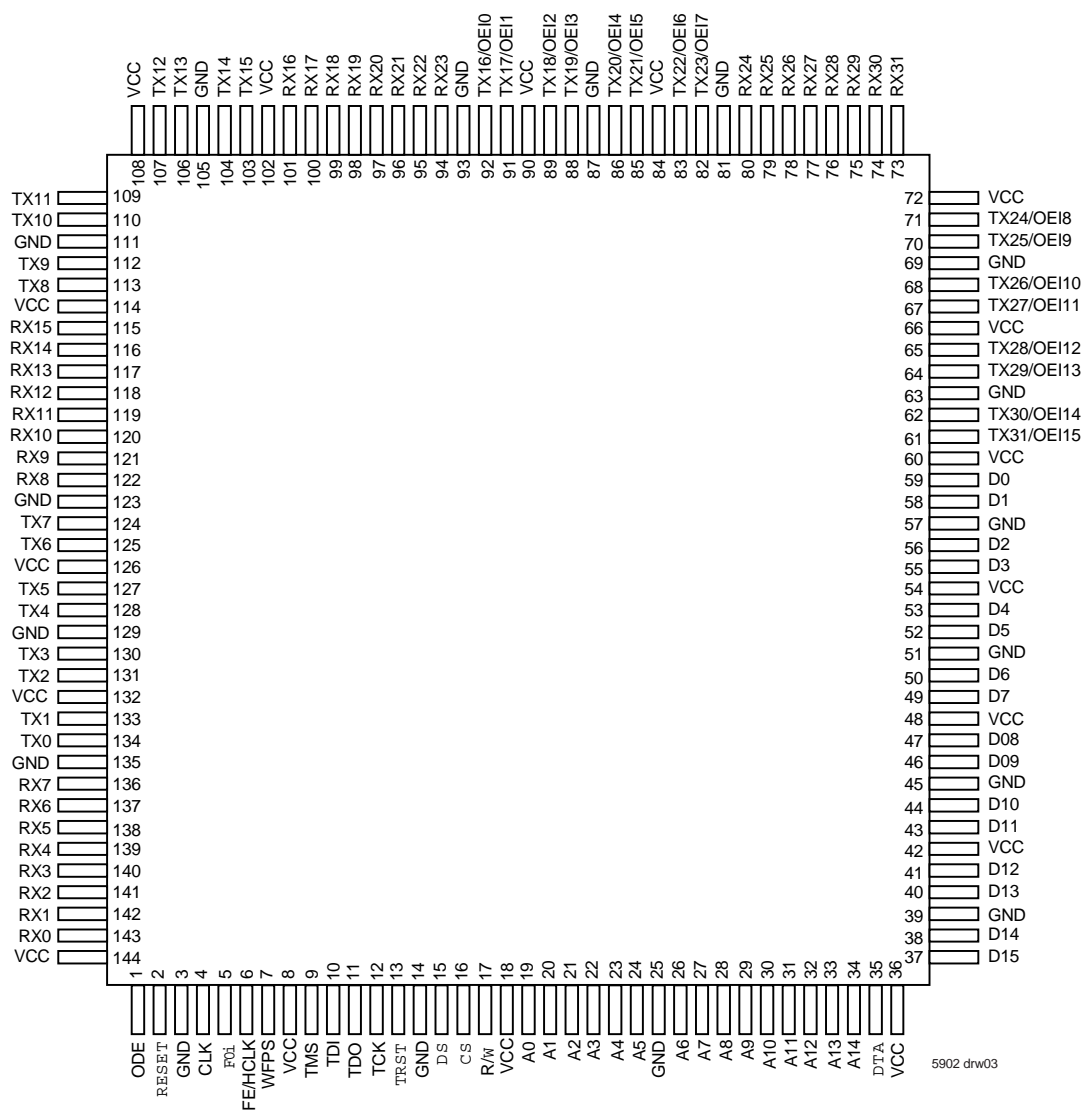 VCC
TX12
TX13
GND
TX14
TX15
VCC
RX16
RX17
RX18
RX19
RX20
RX21
RX22
RX23
GND
TX16/OEI0
TX17/OEI1
VCC
TX18/OEI2
TX19/OEI3
GND
TX20/OEI4
TX21/OEI5
VCC
TX22/OEI6
TX23/OEI7
GND
RX24
RX25
RX26
RX27
RX28
RX29
RX30
RX31
108
107
106
105
104
103
102
101
100
99
98
97
96
95
94
93
92
91
90
89
88
87
86
85
84
83
82
81
80
79
78
77
76
75
74
73
TX11 109
TX10 110
GND 111
TX9 112
TX8 113
VCC 114
RX15 115
RX14 116
RX13 117
RX12 118
RX11 119
RX10 120
RX9 121
RX8 122
GND 123
TX7 124
TX6 125
VCC 126
TX5 127
TX4 128
GND 129
TX3 130
TX2 131
VCC 132
TX1 133
TX0 134
GND 135
RX7 136
RX6 137
RX5 138
RX4 139
RX3 140
RX2 141
RX1 142
RX0 143
VCC 144
72 VCC
71 TX24/OEI8
70 TX25/OEI9
69 GND
68 TX26/OEI10
67 TX27/OEI11
66 VCC
65 TX28/OEI12
64 TX29/OEI13
63 GND
62 TX30/OEI14
61 TX31/OEI15
60 VCC
59 D0
58 D1
57 GND
56 D2
55 D3
54 VCC
53 D4
52 D5
51 GND
50 D6
49 D7
48 VCC
47 D08
46 D09
45 GND
44 D10
43 D11
42 VCC
41 D12
40 D13
39 GND
38 D14
37 D15
1
2
3
4
5
6
7
8
9
10
11
12
13
14
15
16
17
18
19
20
21
22
23
24
25
26
27
28
29
30
31
32
33
34
35
36
ODE
RESET
GND
CLK
F0i
FE/HCLK
WFPS
VCC
TMS
TDI
TDO
TCK
TRST
GND
DS
CS
R/W
VCC
A0
A1
A2
A3
A4
A5
GND
A6
A7
A8
A9
A10
A11
A12
A13
A14
DTA
VCC
5902 drw03